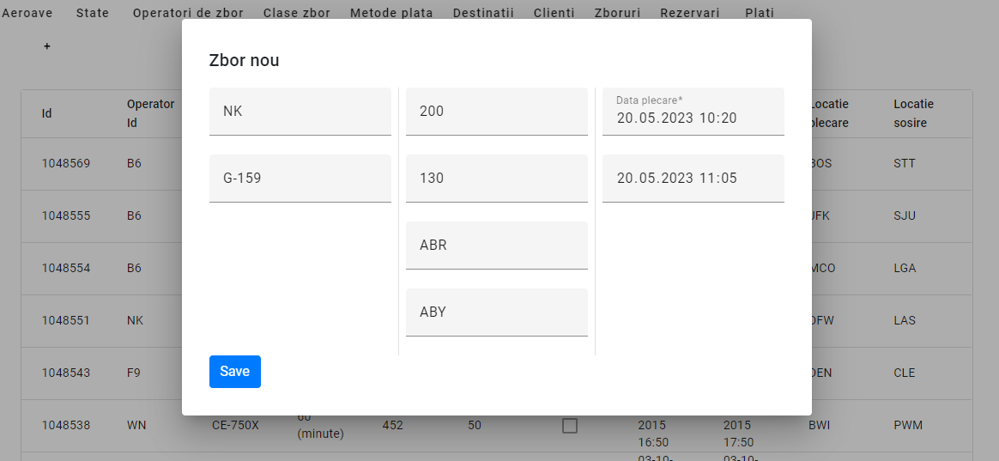 Aeroave State Operatori de zbor Clase zbor Metode plata Destinatii Clienti Zboruri Rezervari Plati
+
Zbor nou
NK 200 Data plecare*
20.05.2023 10:20
G-159 130 20.05.2023 11:05
ABR
ABY
Save
Id Operator Id Locatie plecare Locatie sosire
1048569 B6 BOS STT
1048555 B6 JFK SJU
1048554 B6 MCO LGA
1048551 NK DFW LAS
1048543 F9 DEN CLE
1048538 WN CE-750X 60 (minute) 452 50 2015 16:50 2015 17:50 BWI PWM
03-10- 03-10-